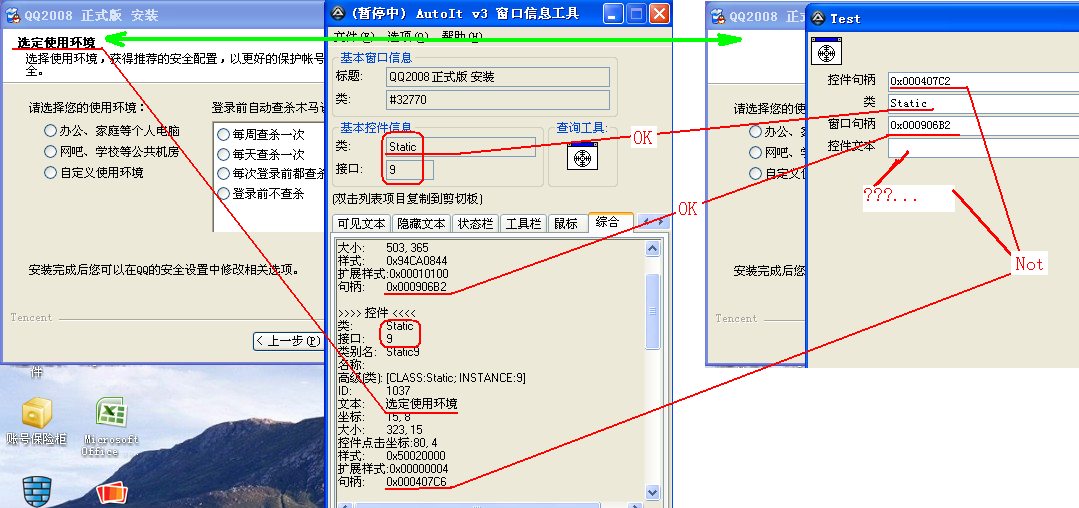 QQ2008 正式版 安装
选定使用环境
选择使用环境，获得推荐的安全配置，以更好的保护帐号
全。
请选择您的使用环境：
办公、家庭等个人电脑
网吧、学校等公共机房
自定义使用环境
登录前自动查杀木马
每周查杀一次
每天查杀一次
每次登录前都查杀
登录前不查杀
安装完成后您可以在QQ的安全设置中修改相关选项。
Tencent
< 上一步(P)
件
账号保险柜
Microsoft
Office ...
(暂停中) AutoIt v3 窗口信息工具
文件(F) 选项(O) 帮助(H)
基本窗口信息
标题: QQ2008正式版 安装
类: #32770
基本控件信息
类: Static
接口: 9
查询工具:
(双击列表项目复制到剪切板)
可见文本 隐藏文本 状态栏 工具栏 鼠标 综合
大小: 503, 365
样式: 0x94CA0844
扩展样式:0x00010100
句柄: 0x000906B2
>>>> 控件 <<<<
类: Static
接口: 9
类别名: Static9
名称:
高级(类): [CLASS:Static; INSTANCE:9]
ID: 1037
文本: 选定使用环境
坐标: 15, 8
大小: 323, 15
控件点击坐标:80, 4
样式: 0x50020000
扩展样式:0x00000004
句柄: 0x000407C6
OK
OK
QQ2008 正式
请选择您的使
办公、家
网吧、学
自定义使
安装完成后您
Tencent
Test
控件句柄 0x000407C2
类 Static
窗口句柄 0x000906B2
控件文本
???...
Not